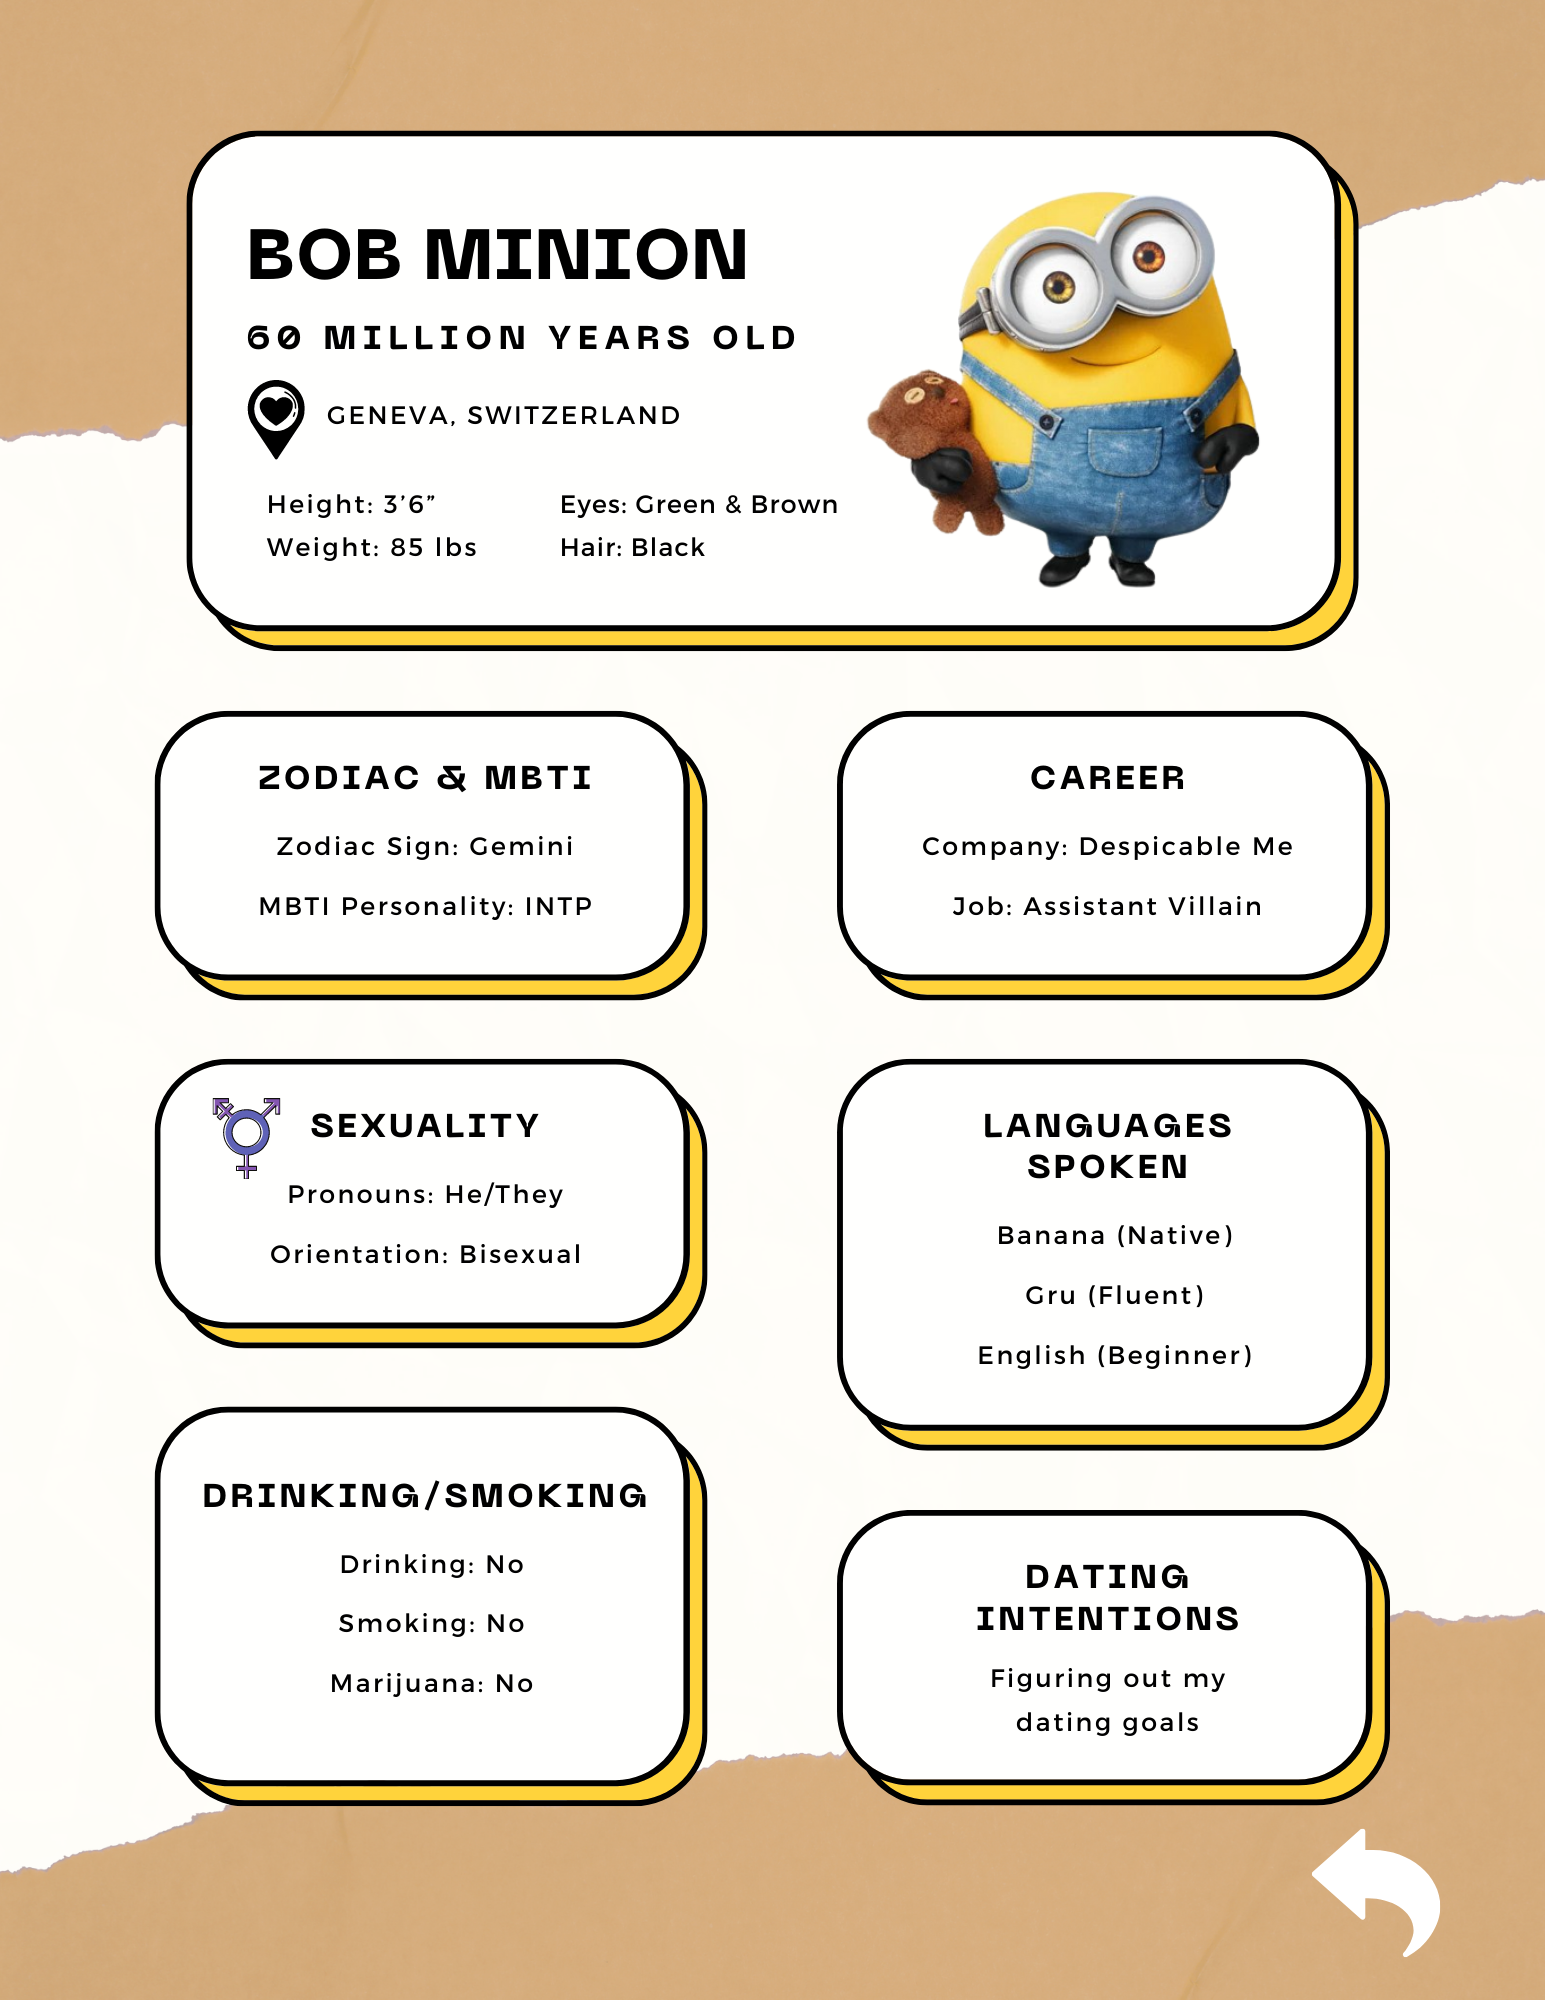 BOB MINION
60 MILLION YEARS OLD
GENEVA, SWITZERLAND
Height: 3’6”
Weight: 85 lbs
Eyes: Green & Brown
Hair: Black
ZODIAC & MBTI
Zodiac Sign: Gemini
MBTI Personality: INTP
CAREER
Company: Despicable Me
Job: Assistant Villain
SEXUALITY
Pronouns: He/They
Orientation: Bisexual
LANGUAGES
SPOKEN
Banana (Native)
Gru (Fluent)
English (Beginner)
DRINKING/SMOKING
Drinking: No
Smoking: No
Marijuana: No
DATING
INTENTIONS
Figuring out my
dating goals